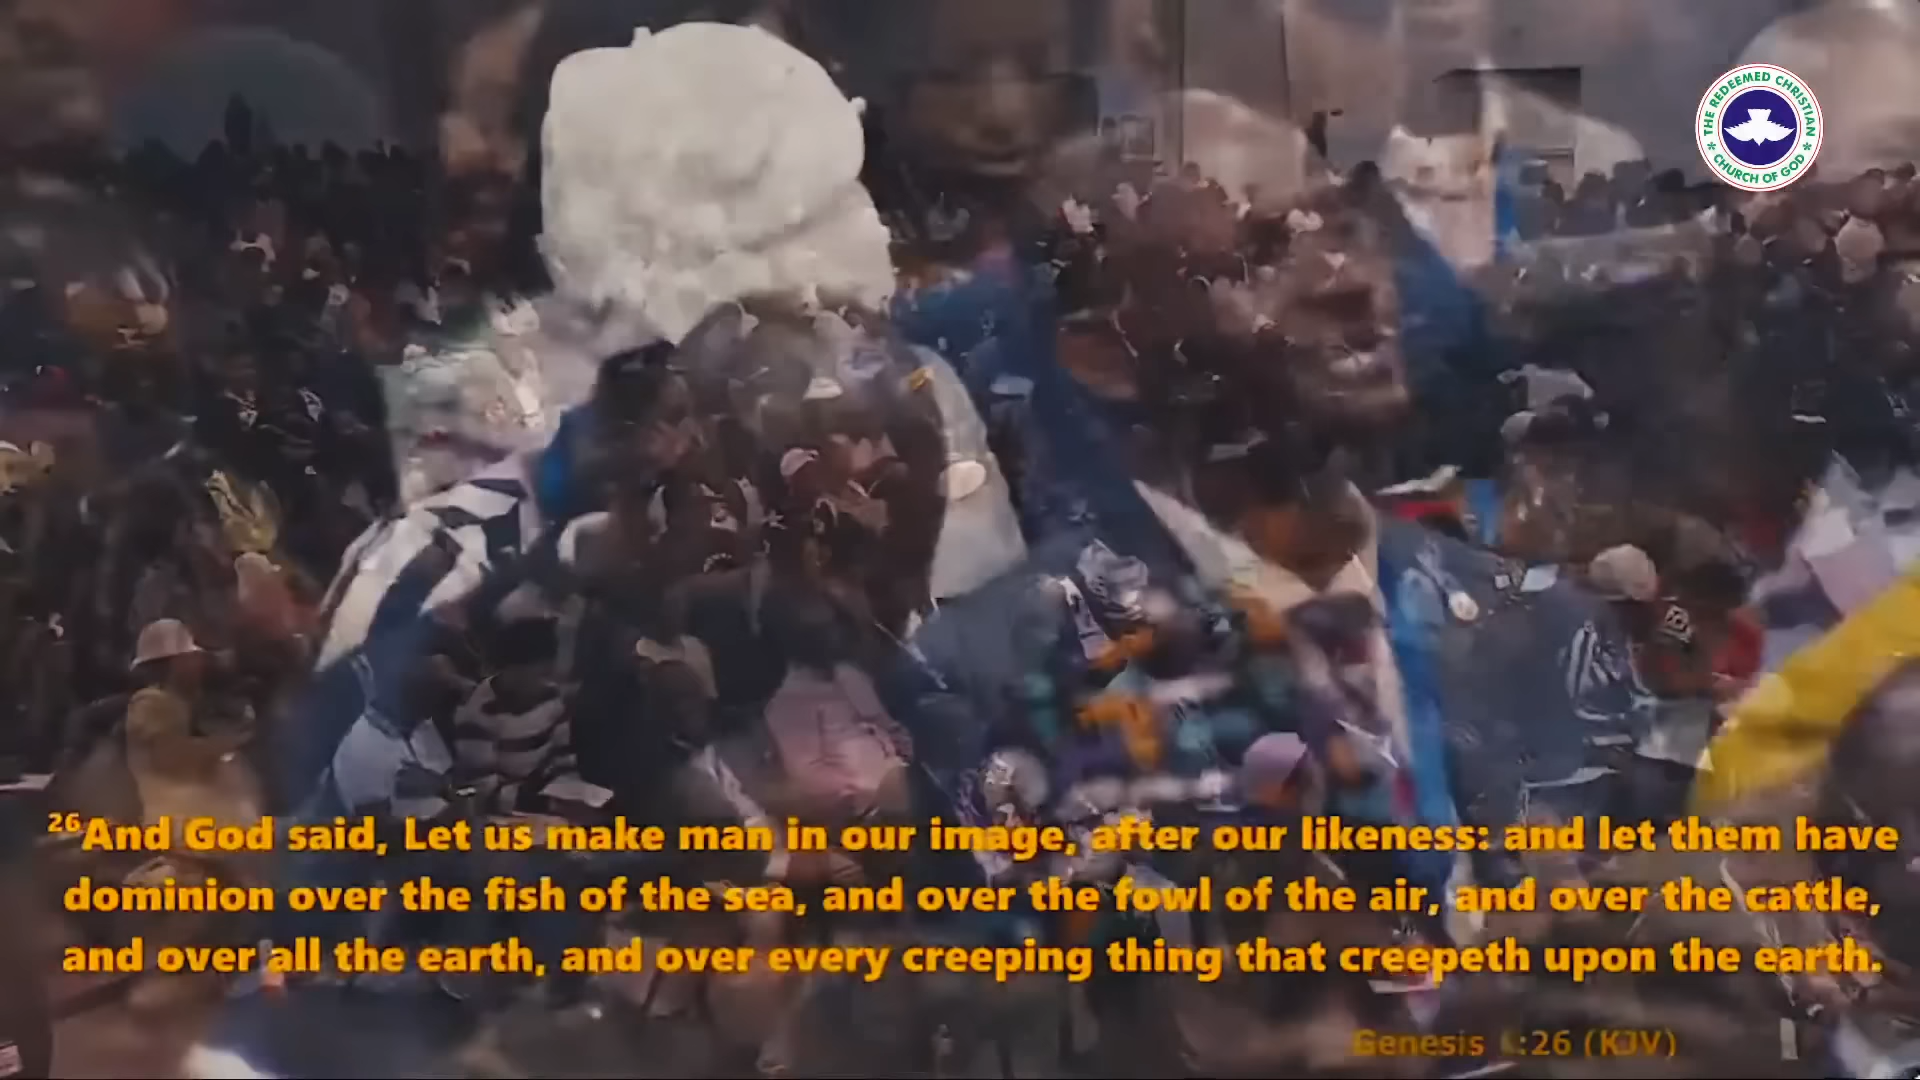 THE REDEEMED CHRISTIAN
* CHURCH OF GOD *
²⁶And God said, Let us make man in our image, after our likeness: and let them have
dominion over the fish of the sea, and over the fowl of the air, and over the cattle,
and over all the earth, and over every creeping thing that creepeth upon the earth.
Genesis :26 (KJV)